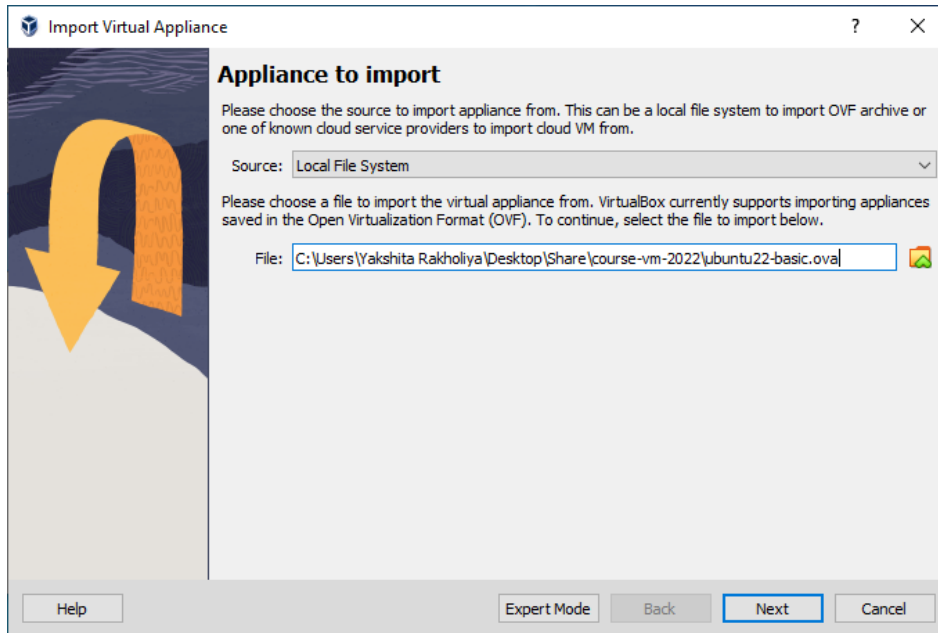 Import Virtual Appliance
?
Appliance to import
Please choose the source to import appliance from. This can be a local file system to import OVF archive or
one of known cloud service providers to import cloud VM from.
Source: Local File System
Please choose a file to import the virtual appliance from. VirtualBox currently supports importing appliances
saved in the Open Virtualization Format (OVF). To continue, select the file to import below.
File: C:\Users\Yakshita Rakholiya\Desktop\Share\course-vm-2022\ubuntu22-basic.ova
Help Expert Mode Back Next Cancel